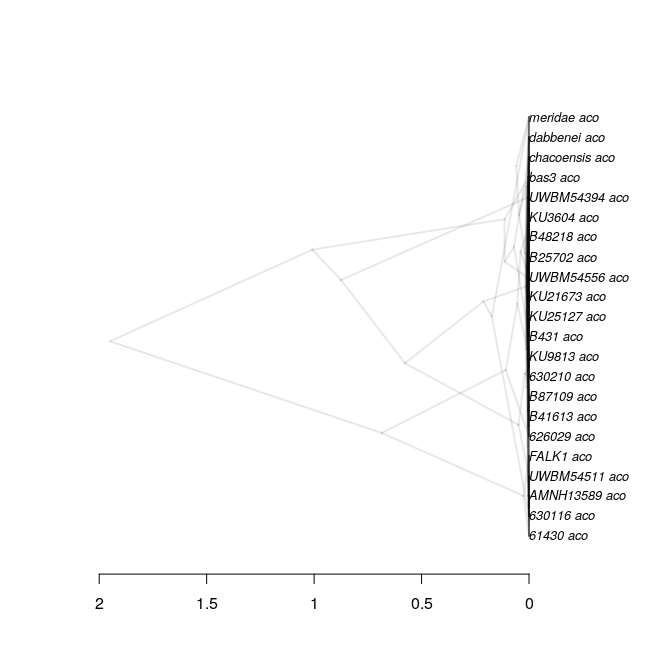 meridae aco
dabbenei aco
chacoensis aco
bas3 aco
UWBM54394 aco
KU3604 aco
B48218 aco
B25702 aco
UWBM54556 aco
KU21673 aco
KU25127 aco
B431 aco
KU9813 aco
630210 aco
B87109 aco
B41613 aco
626029 aco
FALK1 aco
UWBM54511 aco
AMNH13589 aco
630116 aco
61430 aco
2 1.5 1 0.5 0